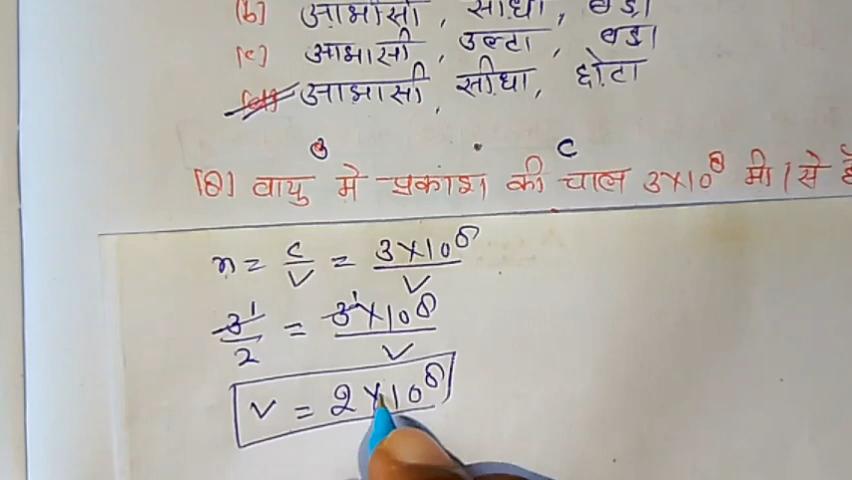 (b) आभासी, सीधा, बड़ा
(c) आभासी, उल्टा, बड़ा
(d) आभासी, सीधा, छोटा
C
(8) वायु में प्रकाश की चाल 3×10⁸ मी/से है
n = c/v = 3×10⁸/v
3/2 = 3×10⁸/v
v = 2×10⁸